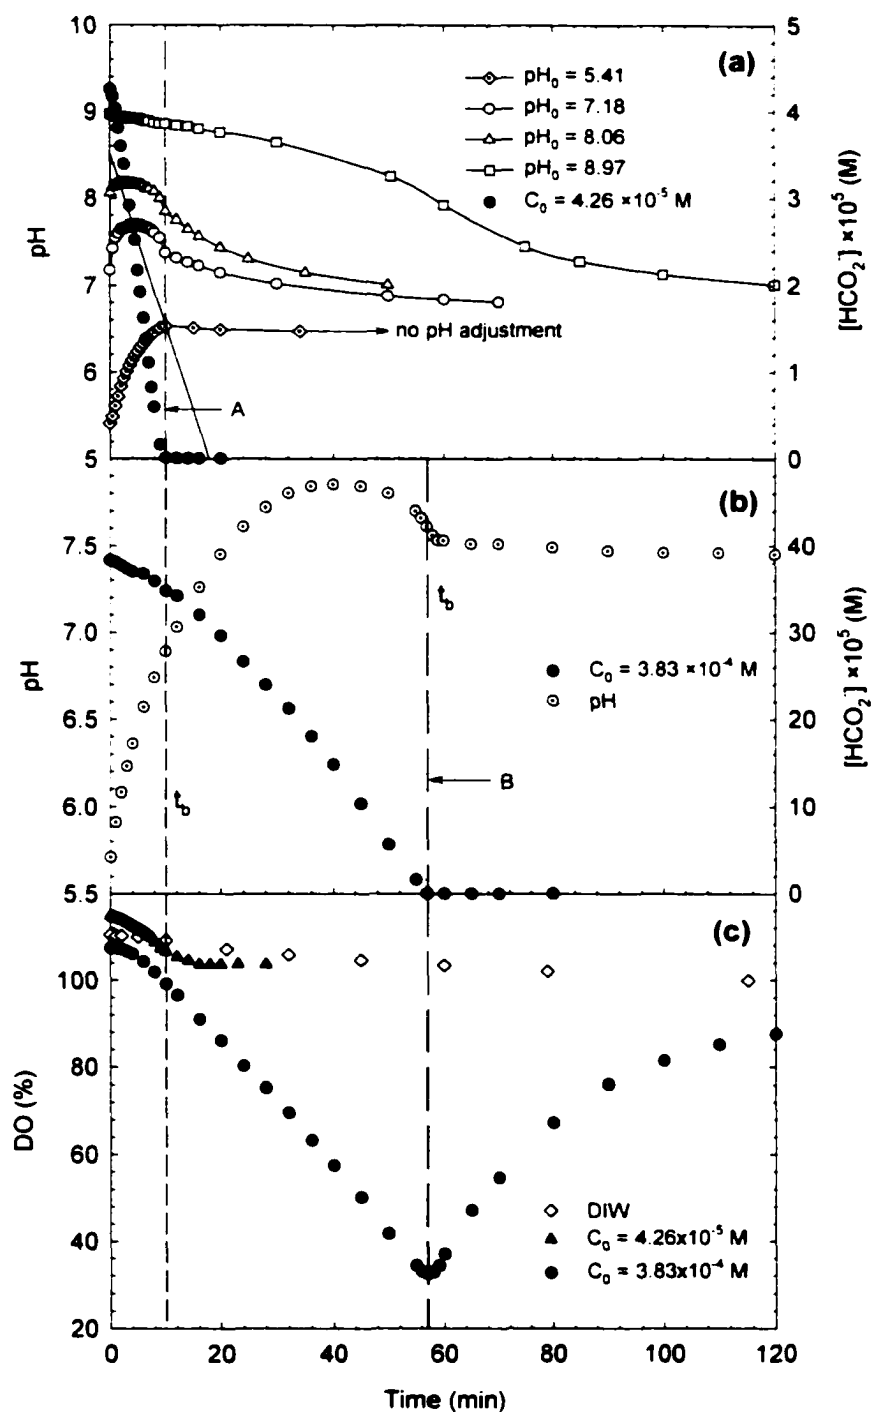 10
5
(a)
pH₀ = 5.41
pH₀ = 7.18
pH₀ = 8.06
pH₀ = 8.97
C₀ = 4.26 ×10⁻⁵ M
9
4
8
3
pH
[HCO₂⁻] ×10⁵ (M)
7
2
no pH adjustment
6
1
A
5
0
(b)
7.5
40
t_b
7.0
30
C₀ = 3.83 ×10⁻⁴ M
pH
pH
[HCO₂⁻] ×10⁵ (M)
6.5
20
B
6.0
10
t_b
5.5
0
(c)
100
80
DO (%)
60
DIW
C₀ = 4.26x10⁻⁵ M
C₀ = 3.83x10⁻⁴ M
40
20
0 20 40 60 80 100 120
Time (min)